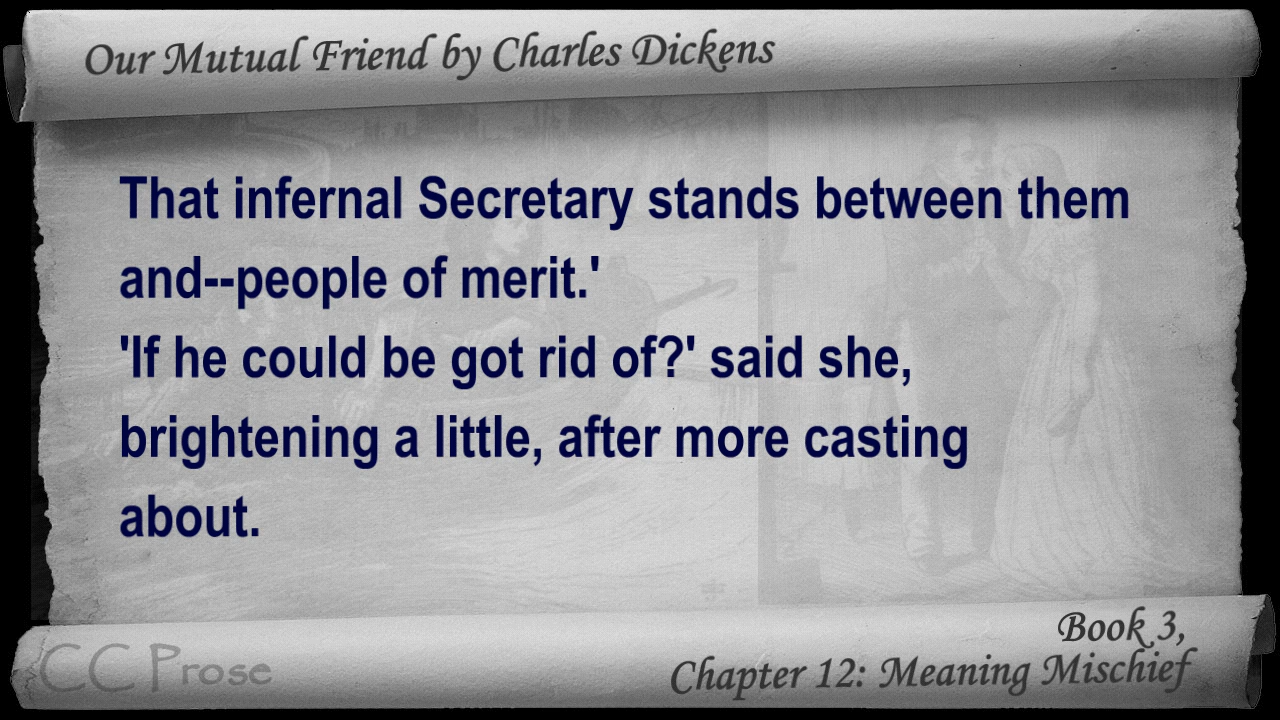 Our Mutual Friend by Charles Dickens
That infernal Secretary stands between them
and--people of merit.'
'If he could be got rid of?' said she,
brightening a little, after more casting
about.
Book 3,
Chapter 12: Meaning Mischief
CC Prose